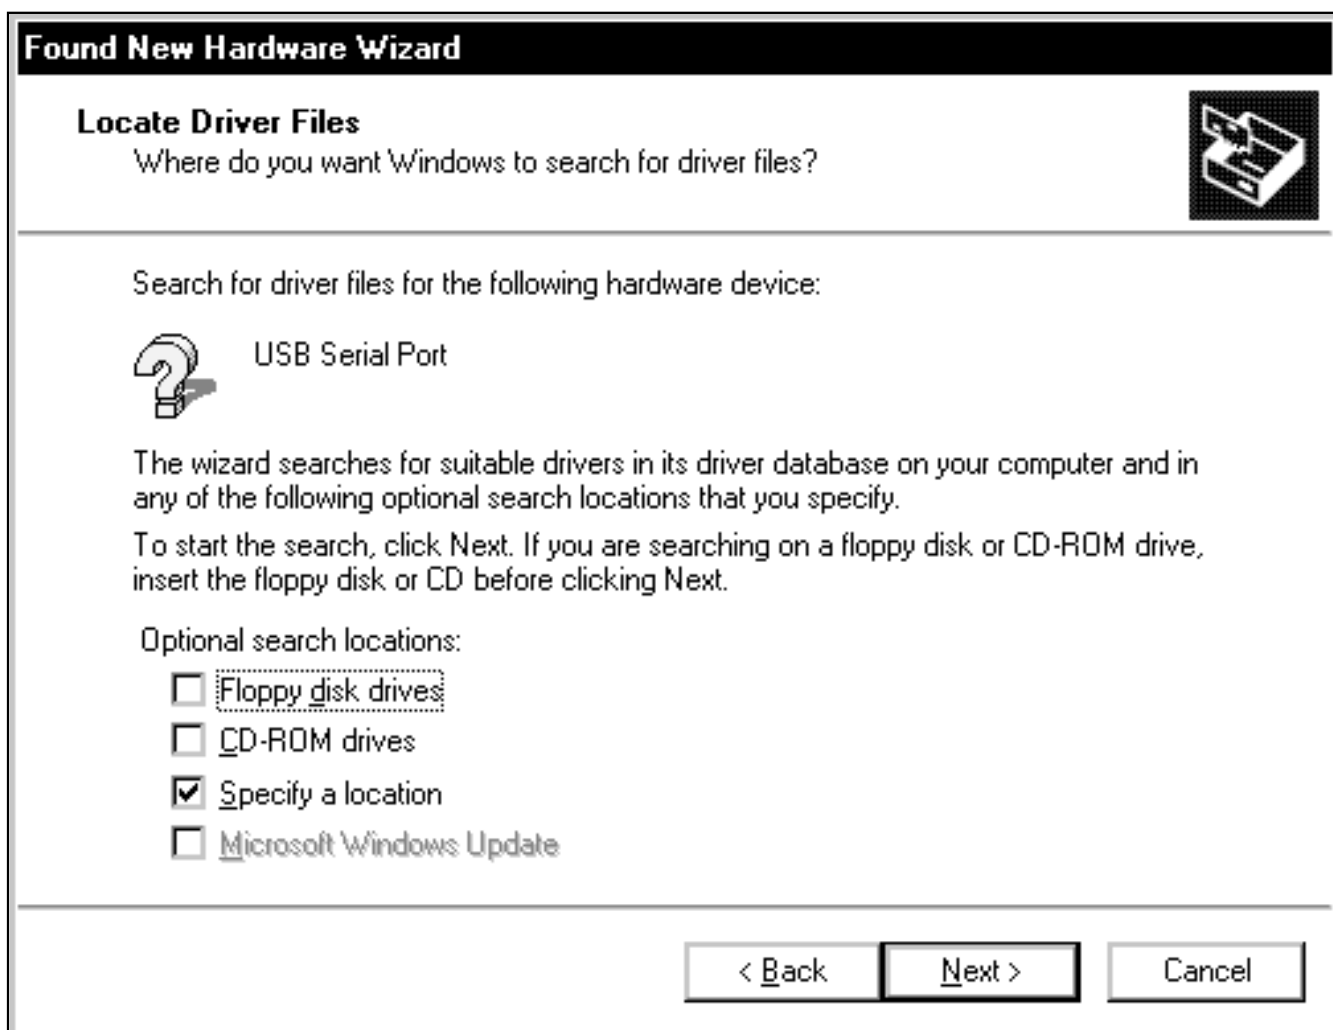 Found New Hardware Wizard
Locate Driver Files
Where do you want Windows to search for driver files?
Search for driver files for the following hardware device:
USB Serial Port
The wizard searches for suitable drivers in its driver database on your computer and in
any of the following optional search locations that you specify.
To start the search, click Next. If you are searching on a floppy disk or CD-ROM drive,
insert the floppy disk or CD before clicking Next.
Optional search locations:
Floppy disk drives
CD-ROM drives
Specify a location
Microsoft Windows Update
< Back Next > Cancel